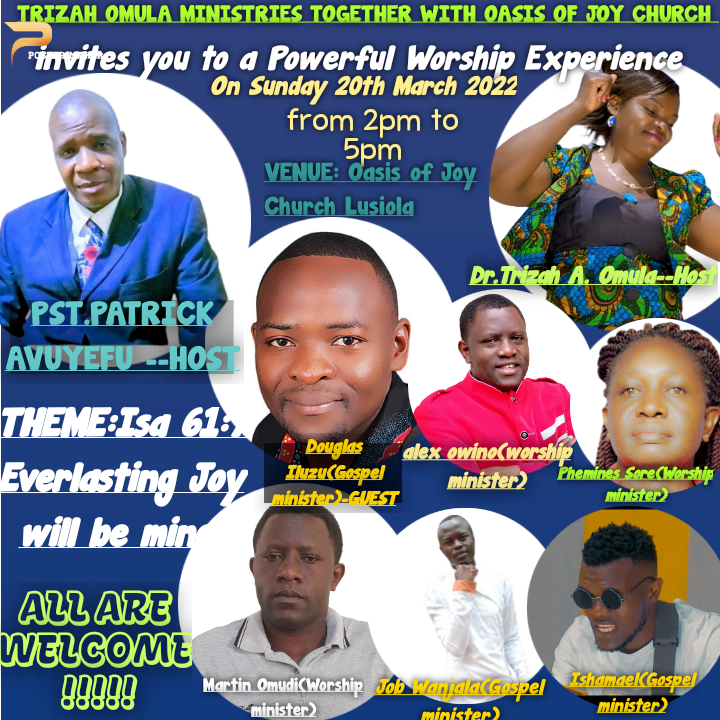 TRIZAH OMULA MINISTRIES TOGETHER WITH OASIS OF JOY CHURCH
invites you to a Powerful Worship Experience
On Sunday 20th March 2022
from 2pm to
5pm
VENUE: Oasis of Joy
Church Lusiola
Dr.Trizah A. Omula--Host
PST.PATRICK
AVUYEFU --HOST
THEME:Isa 61:
Everlasting Joy
will be mine
Douglas
Iluzu(Gospel
minister)-GUEST
alex owino(worship
minister)
Phemines Sore(Worship
minister)
ALL ARE
WELCOME
!!!!!
Martin Omudi(Worship
minister)
Job Wanjala(Gospel
minister)
Ishamael(Gospel
minister)